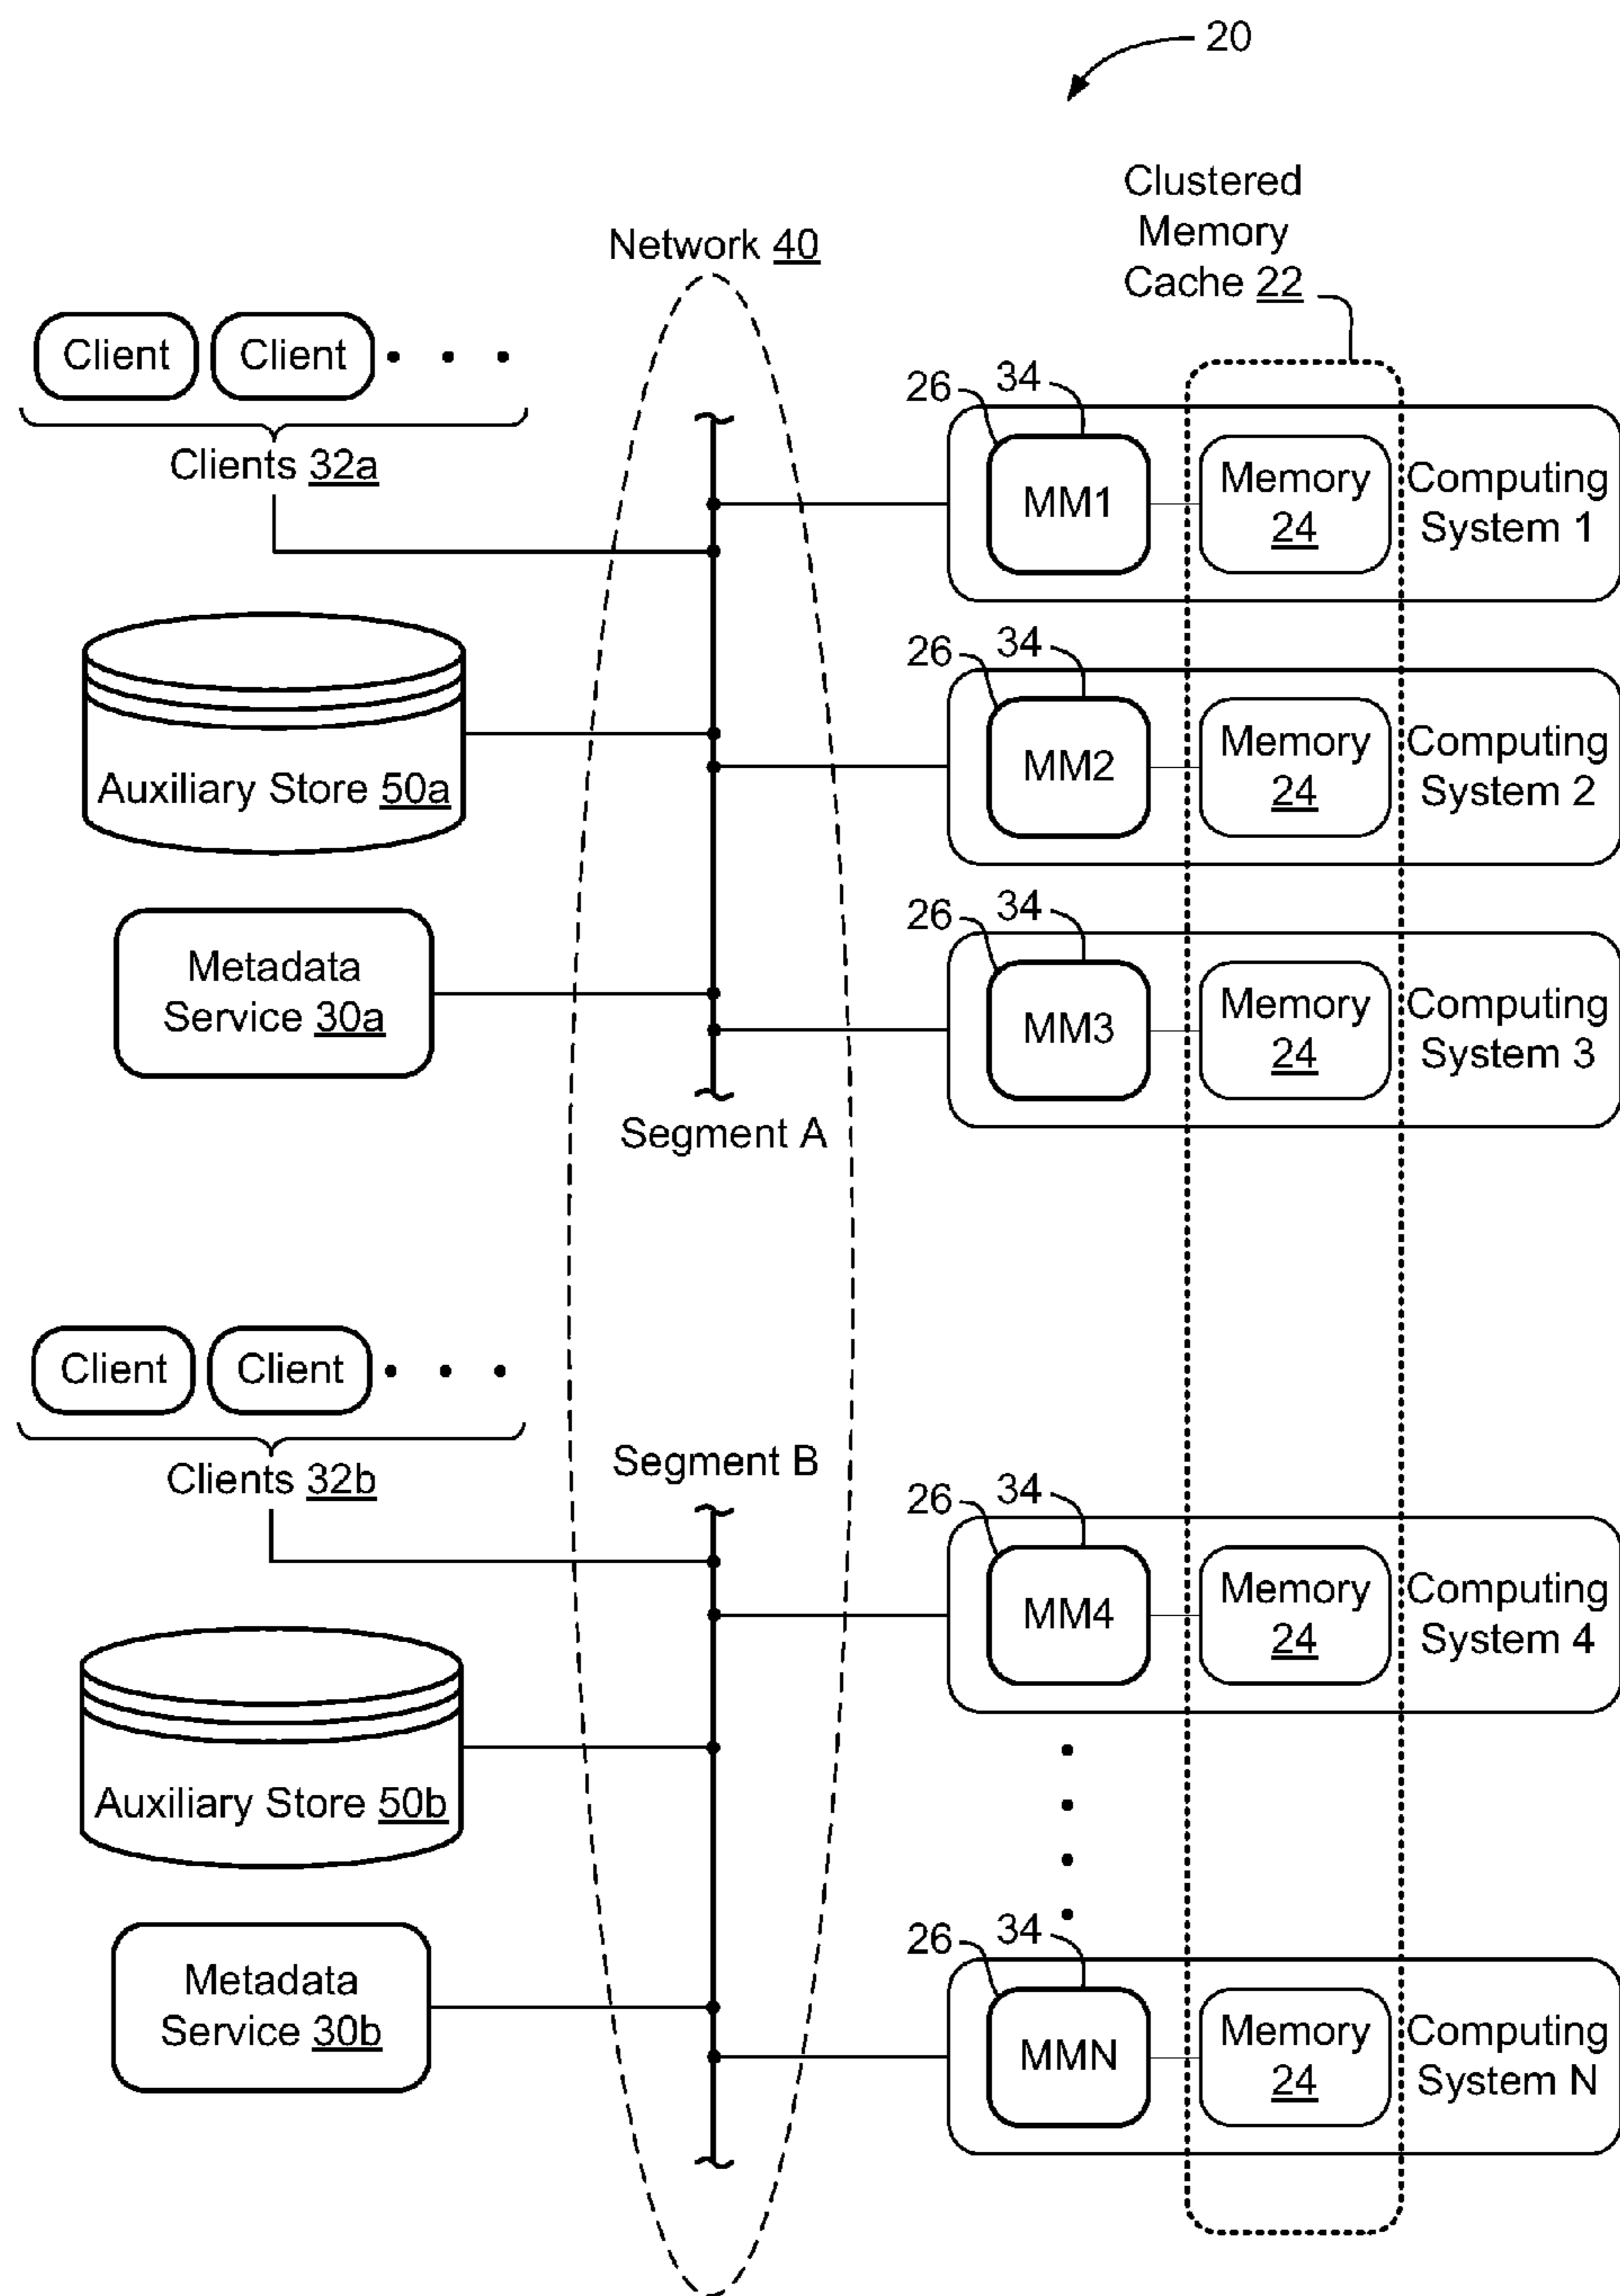 20
Clustered
Memory
Cache 22
Network 40
Client
Client
Clients 32a
26
34
MM1
Memory
24
Computing
System 1
Auxiliary Store 50a
26
34
MM2
Memory
24
Computing
System 2
Metadata
Service 30a
26
34
MM3
Memory
24
Computing
System 3
Segment A
Client
Client
Clients 32b
Segment B
26
34
MM4
Memory
24
Computing
System 4
Auxiliary Store 50b
Metadata
Service 30b
26
34
MMN
Memory
24
Computing
System N